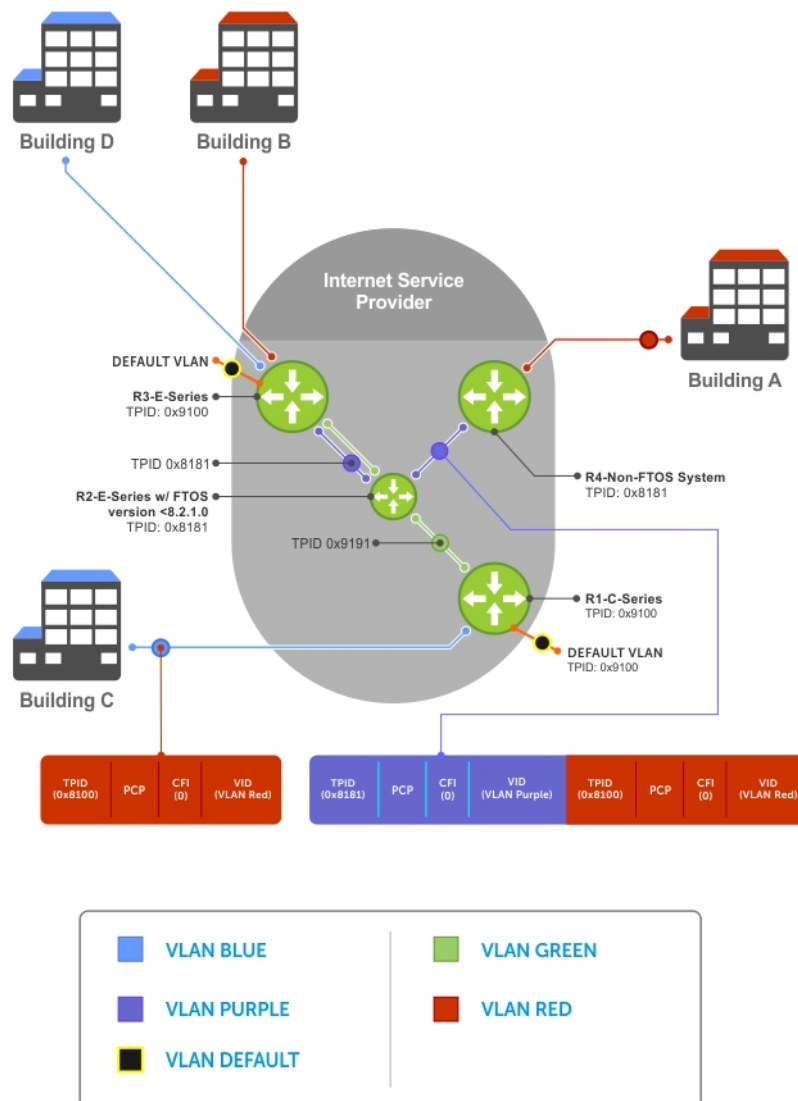 Building D
Building B
Internet Service
Provider
Building A
DEFAULT VLAN
R3-E-Series
TPID: 0x9100
TPID 0x8181
R4-Non-FTOS System
TPID: 0x8181
R2-E-Series w/ FTOS
version <8.2.1.0
TPID: 0x8181
TPID 0x9191
R1-C-Series
TPID: 0x9100
DEFAULT VLAN
TPID: 0x9100
Building C
TPID
(0x8100)
PCP
CFI
(0)
VID
(VLAN Red)
TPID
(0x8181)
PCP
CFI
(0)
VID
(VLAN Purple)
TPID
(0x8100)
PCP
CFI
(0)
VID
(VLAN Red)
VLAN BLUE
VLAN GREEN
VLAN PURPLE
VLAN RED
VLAN DEFAULT